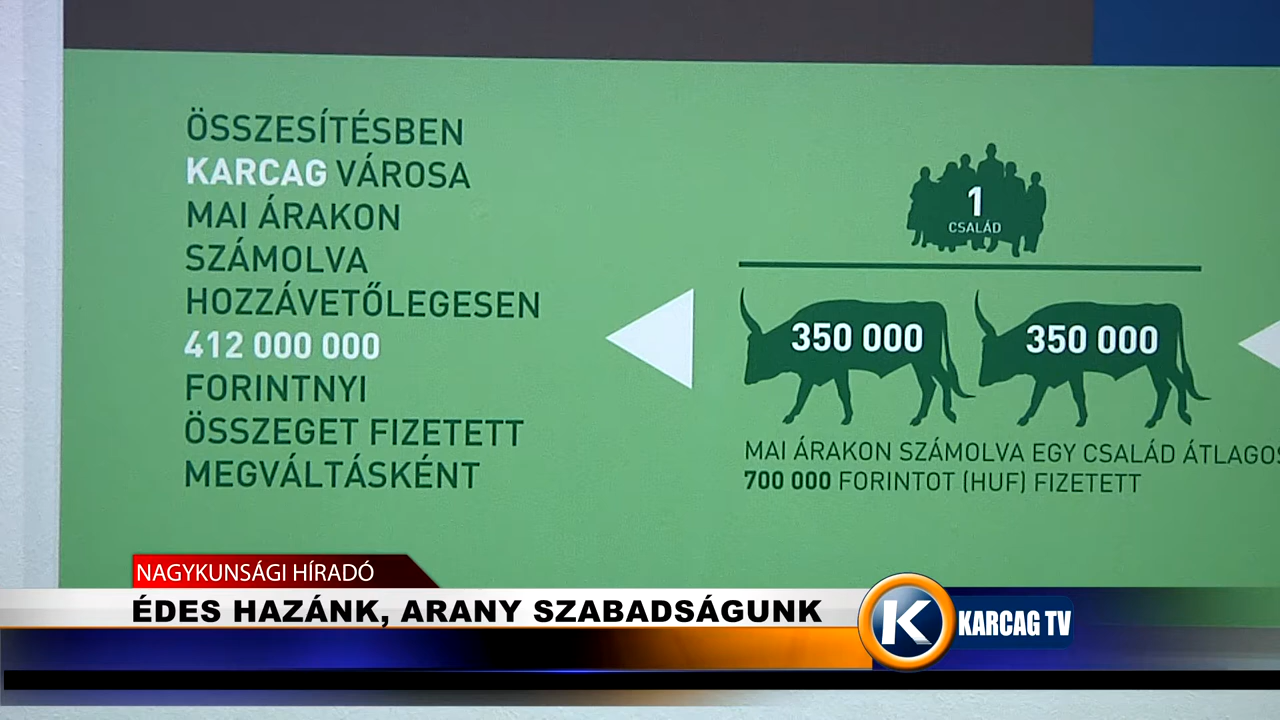 ÖSSZESÍTÉSBEN
KARCAG VÁROSA
MAI ÁRAKON
SZÁMOLVA
HOZZÁVETŐLEGESEN
412 000 000
FORINTNYI
ÖSSZEGET FIZETETT
MEGVÁLTÁSKÉNT
1
CSALÁD
350 000
350 000
MAI ÁRAKON SZÁMOLVA EGY CSALÁD ÁTLAGOS
700 000 FORINTOT (HUF) FIZETETT
NAGYKUNSÁGI HÍRADÓ
ÉDES HAZÁNK, ARANY SZABADSÁGUNK
K KARCAG TV